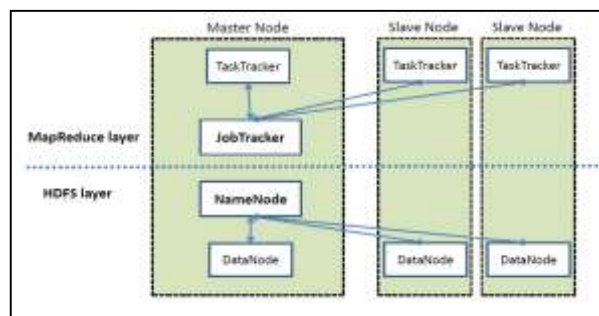 Master Node
Slave Node
Slave Node
TaskTracker
TaskTracker
TaskTracker
JobTracker
MapReduce layer
HDFS layer
NameNode
DataNode
DataNode
DataNode